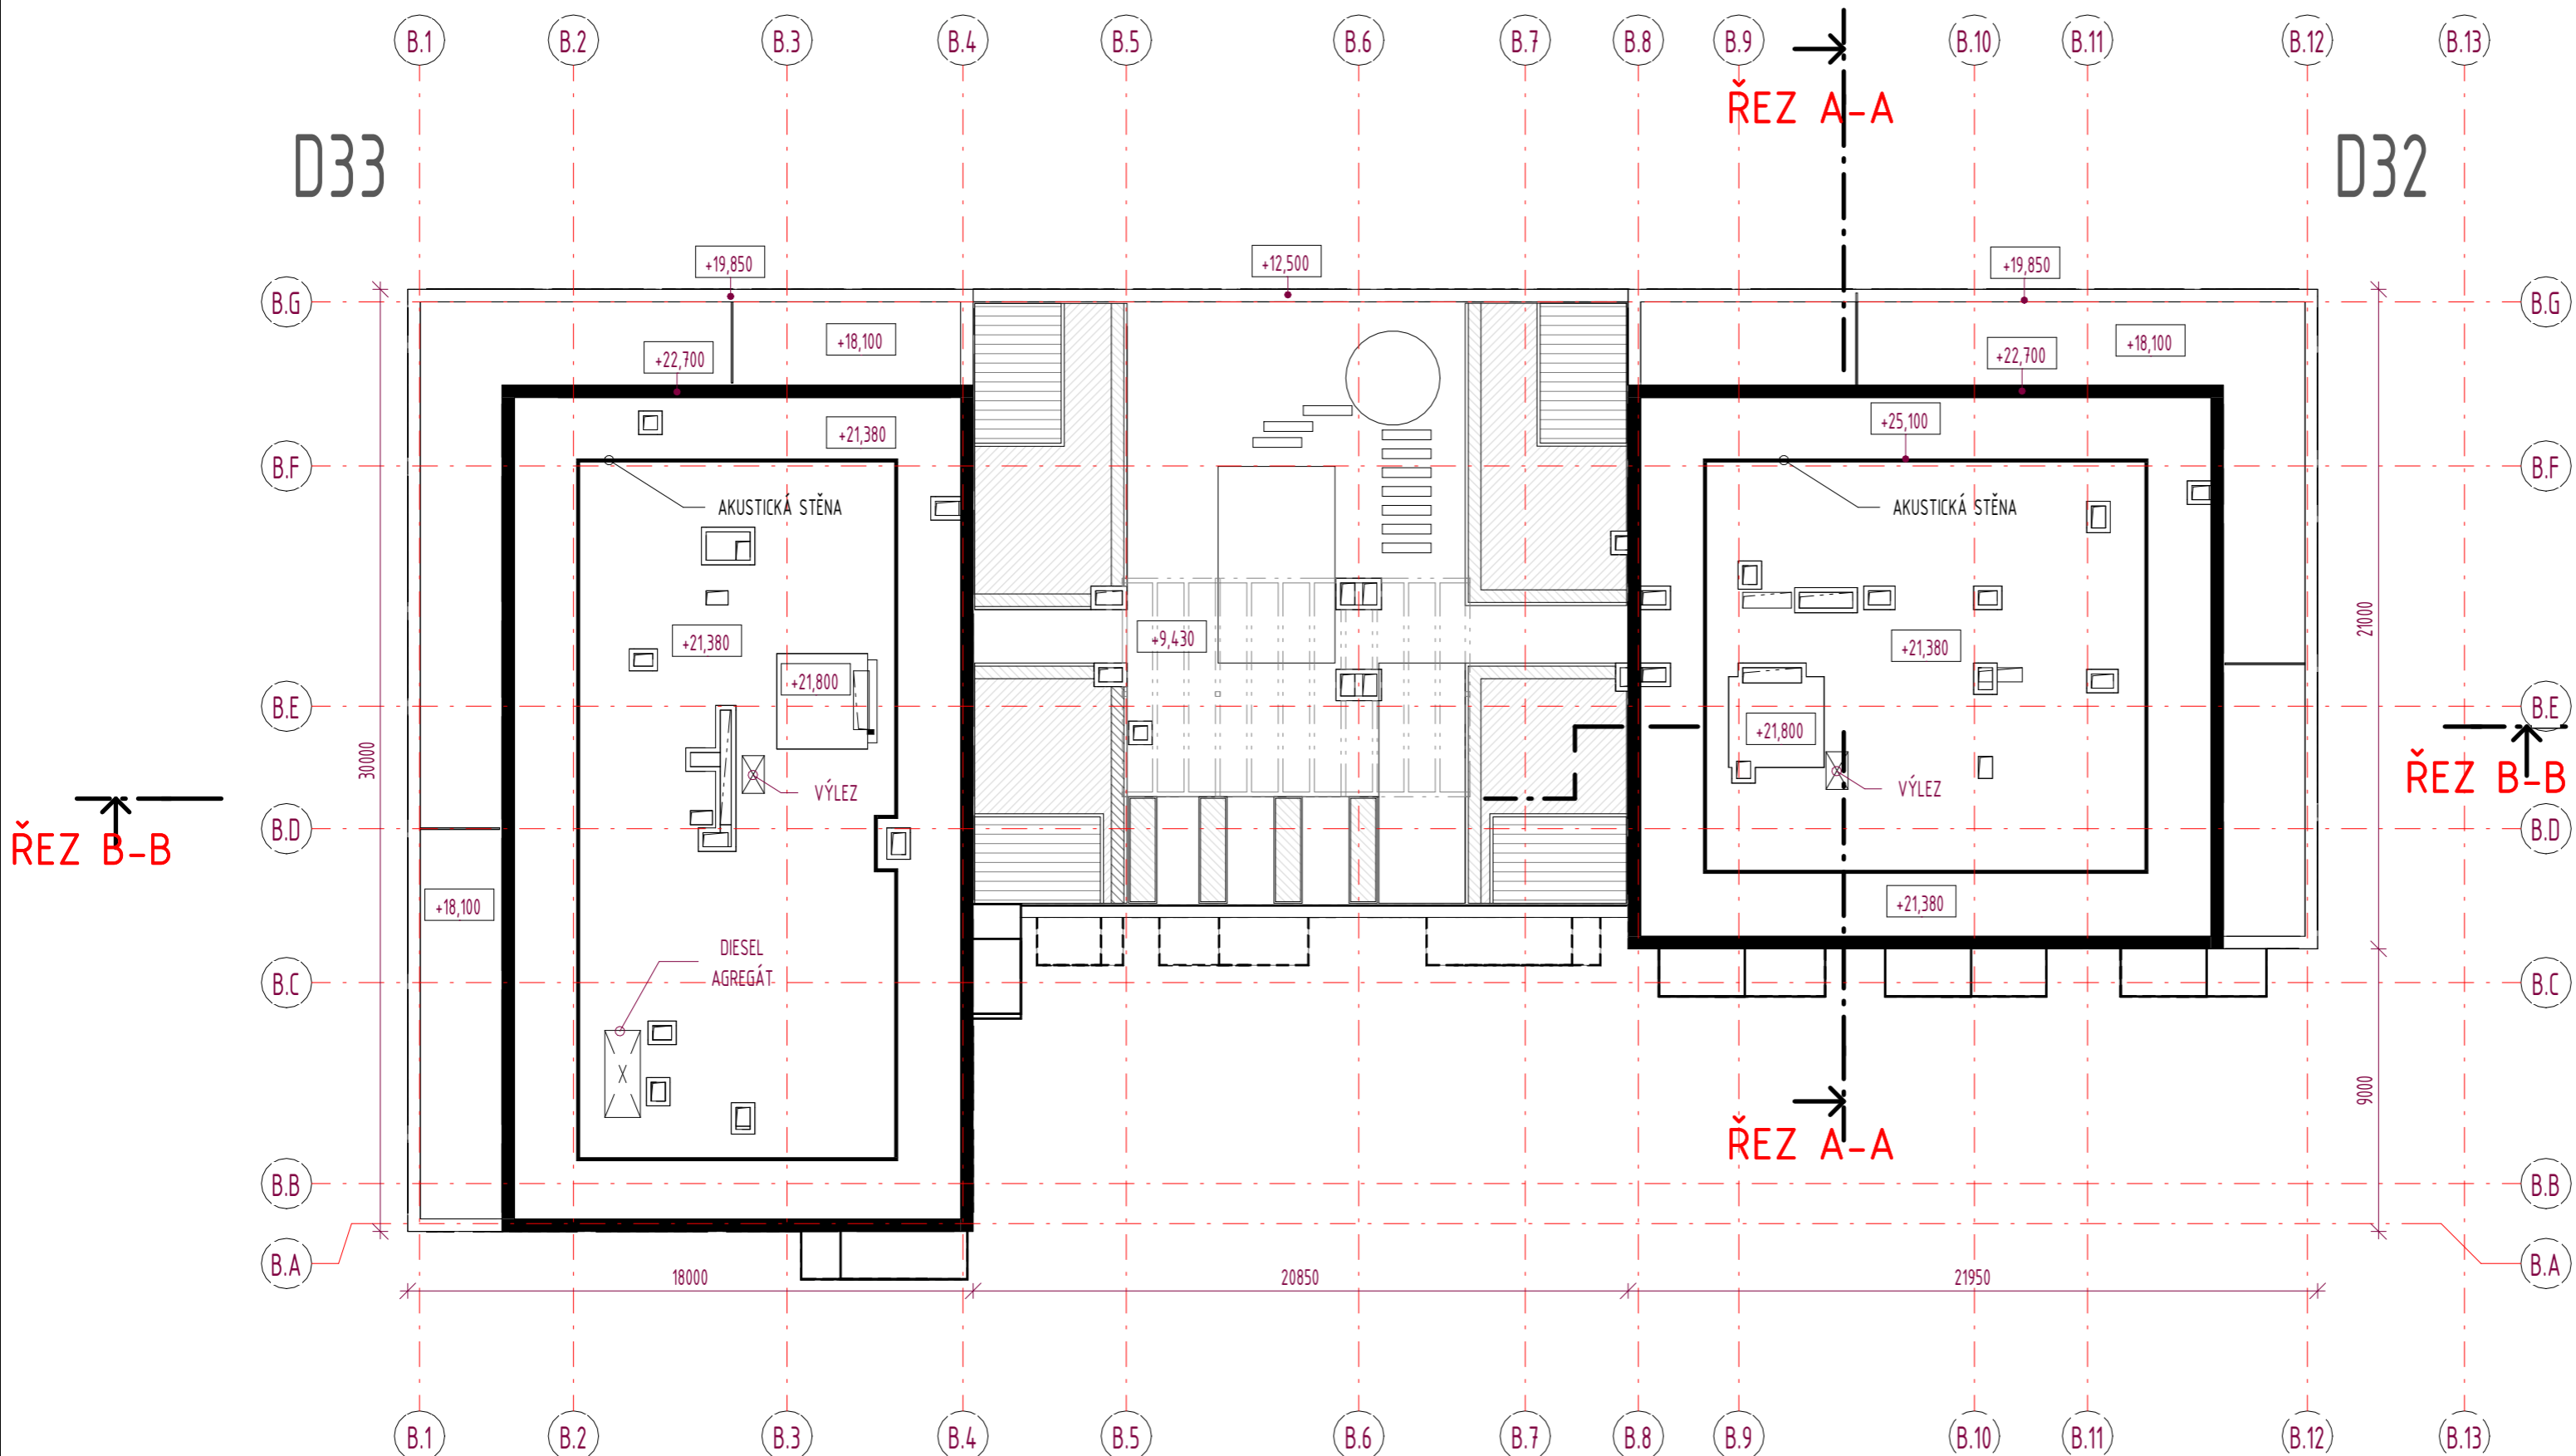 B.1 B.2 B.3 B.4 B.5 B.6 B.7 B.8 B.9 B.10 B.11 B.12 B.13
ŘEZ A-A
D33 D32
+19,850 +12,500 +19,850
B.G B.G
+18,100 +18,100
+22,700 +22,700
+25,100
+21,380
B.F B.F
AKUSTICKÁ STĚNA AKUSTICKÁ STĚNA
21000
+21,380 +9,430 +21,380
+21,800
B.E B.E
+21,800
30000
ŘEZ B-B
VÝLEZ VÝLEZ
B.D B.D
ŘEZ B-B
+18,100 +21,380
DIESEL
AGREGÁT
B.C B.C
9000
X
ŘEZ A-A
B.B B.B
B.A B.A
18000 20850 21950
B.1 B.2 B.3 B.4 B.5 B.6 B.7 B.8 B.9 B.10 B.11 B.12 B.13